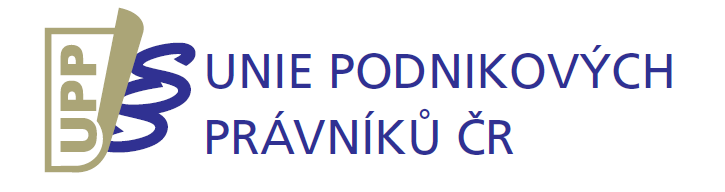 UPP
UNIE PODNIKOVÝCH
PRÁVNÍKŮ ČR